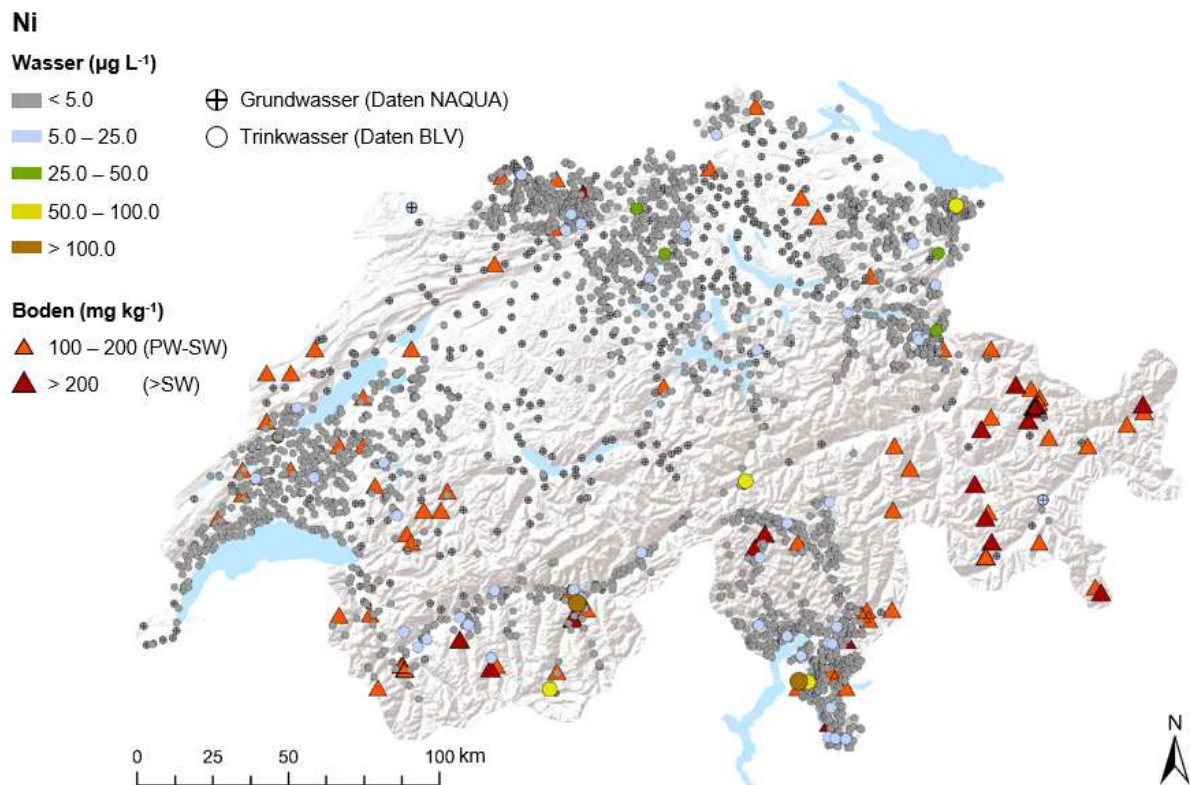 Ni
Wasser (µg L⁻¹)
< 5.0
5.0 – 25.0
25.0 – 50.0
50.0 – 100.0
> 100.0
Grundwasser (Daten NAQUA)
Trinkwasser (Daten BLV)
Boden (mg kg⁻¹)
100 – 200 (PW-SW)
> 200 (>SW)
0 25 50 100 km
N